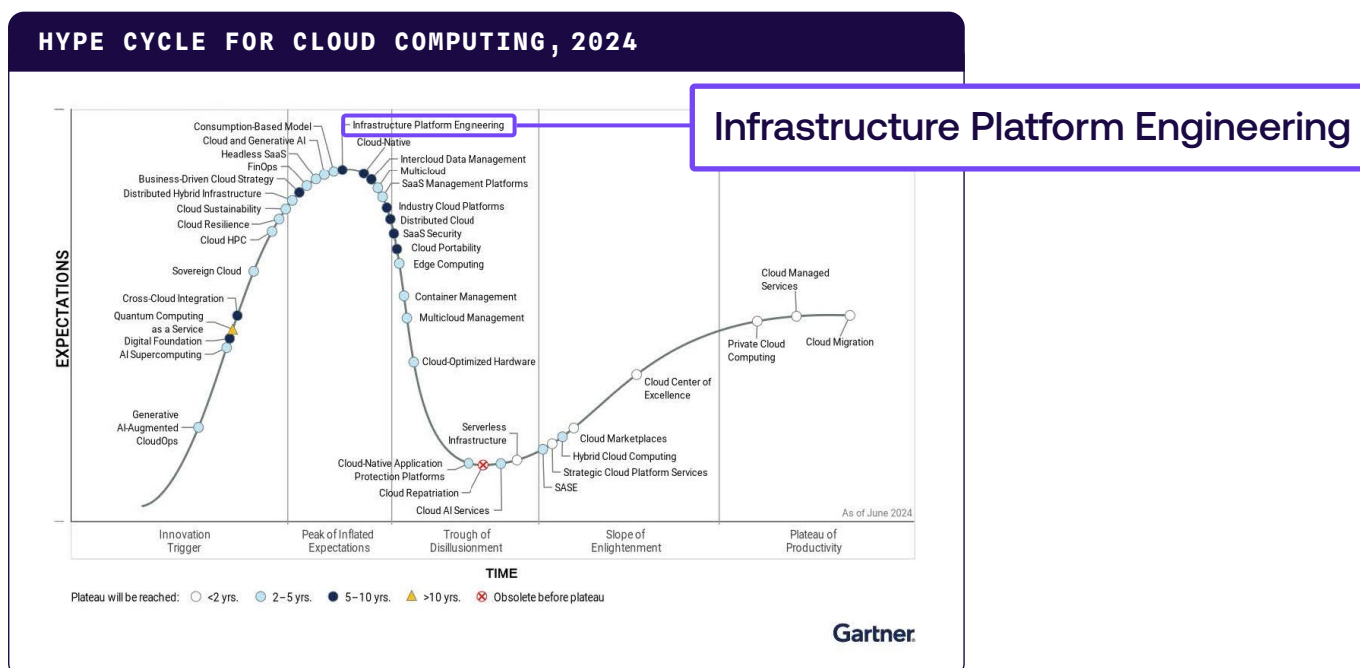 HYPE CYCLE FOR CLOUD COMPUTING, 2024
Infrastructure Platform Engineering
Consumption-Based Model
Cloud and Generative AI
Headless SaaS
FinOps
Business-Driven Cloud Strategy
Distributed Hybrid Infrastructure
Cloud Sustainability
Cloud Resilience
Cloud HPC
Sovereign Cloud
Cross-Cloud Integration
Quantum Computing
as a Service
Digital Foundation
AI Supercomputing
Generative
AI-Augmented
CloudOps
Infrastructure Platform Engneering
Cloud-Native
Intercloud Data Management
Multicloud
SaaS Management Platforms
Industry Cloud Platforms
Distributed Cloud
SaaS Security
Cloud Portability
Edge Computing
Container Management
Multicloud Management
Cloud-Optimized Hardware
Serverless
Infrastructure
Cloud-Native Application
Protection Platforms
Cloud Repatriation
Cloud AI Services
Cloud Marketplaces
Hybrid Cloud Computing
Strategic Cloud Platform Services
SASE
Cloud Center of
Excellence
Cloud Managed
Services
Private Cloud
Computing
Cloud Migration
EXPECTATIONS
As of June 2024
Innovation
Trigger
Peak of Inflated
Expectations
Trough of
Disillusionment
Slope of
Enlightenment
Plateau of
Productivity
TIME
Plateau will be reached: <2 yrs. 2–5 yrs. 5–10 yrs. >10 yrs. Obsolete before plateau
Gartner